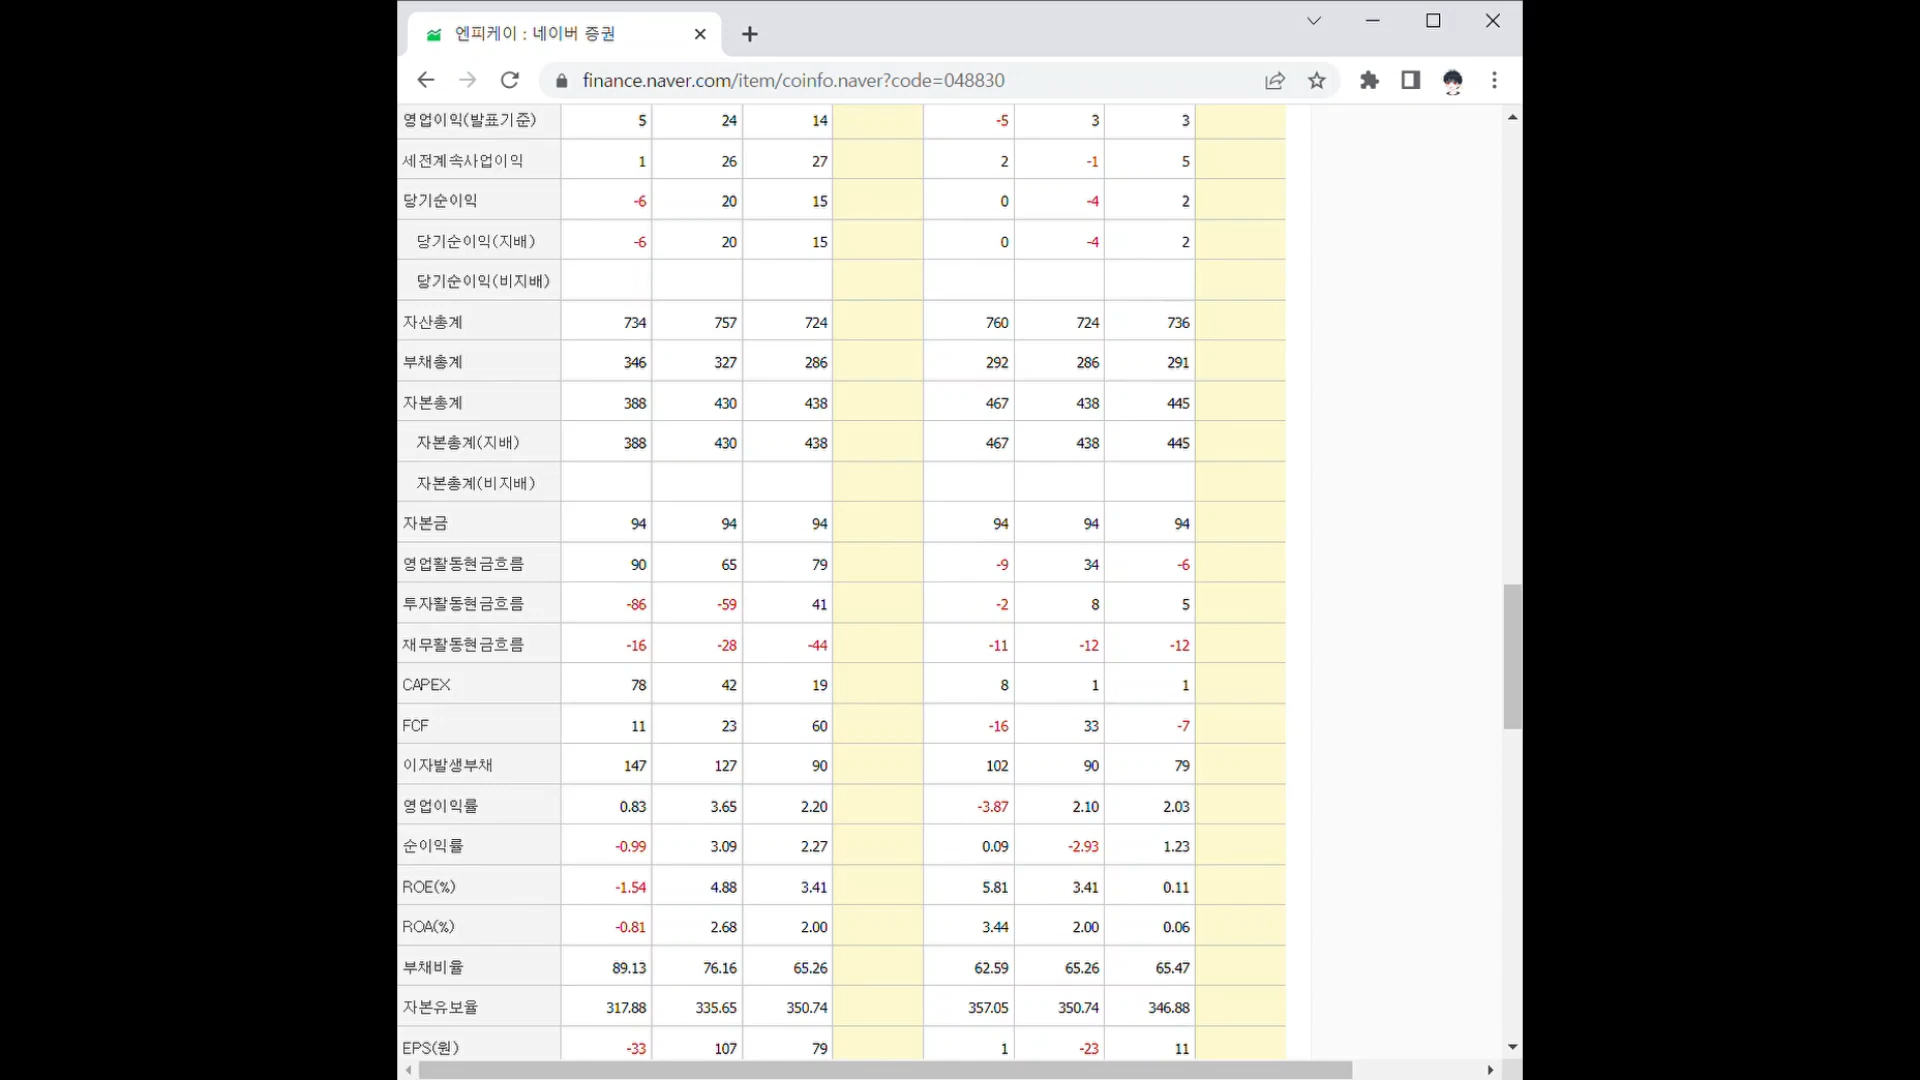 엔피케이 : 네이버 증권
finance.naver.com/item/coinfo.naver?code=048830
영업이익(발표기준) 5 24 14 -5 3 3
세전계속사업이익 1 26 27 2 -1 5
당기순이익 -6 20 15 0 -4 2
당기순이익(지배) -6 20 15 0 -4 2
당기순이익(비지배)
자산총계 734 757 724 760 724 736
부채총계 346 327 286 292 286 291
자본총계 388 430 438 467 438 445
자본총계(지배) 388 430 438 467 438 445
자본총계(비지배)
자본금 94 94 94 94 94 94
영업활동현금흐름 90 65 79 -9 34 -6
투자활동현금흐름 -86 -59 41 -2 8 5
재무활동현금흐름 -16 -28 -44 -11 -12 -12
CAPEX 78 42 19 8 1 1
FCF 11 23 60 -16 33 -7
이자발생부채 147 127 90 102 90 79
영업이익률 0.83 3.65 2.20 -3.87 2.10 2.03
순이익률 -0.99 3.09 2.27 0.09 -2.93 1.23
ROE(%) -1.54 4.88 3.41 5.81 3.41 0.11
ROA(%) -0.81 2.68 2.00 3.44 2.00 0.06
부채비율 89.13 76.16 65.26 62.59 65.26 65.47
자본유보율 317.88 335.65 350.74 357.05 350.74 346.88
EPS(원) -33 107 79 1 -23 11